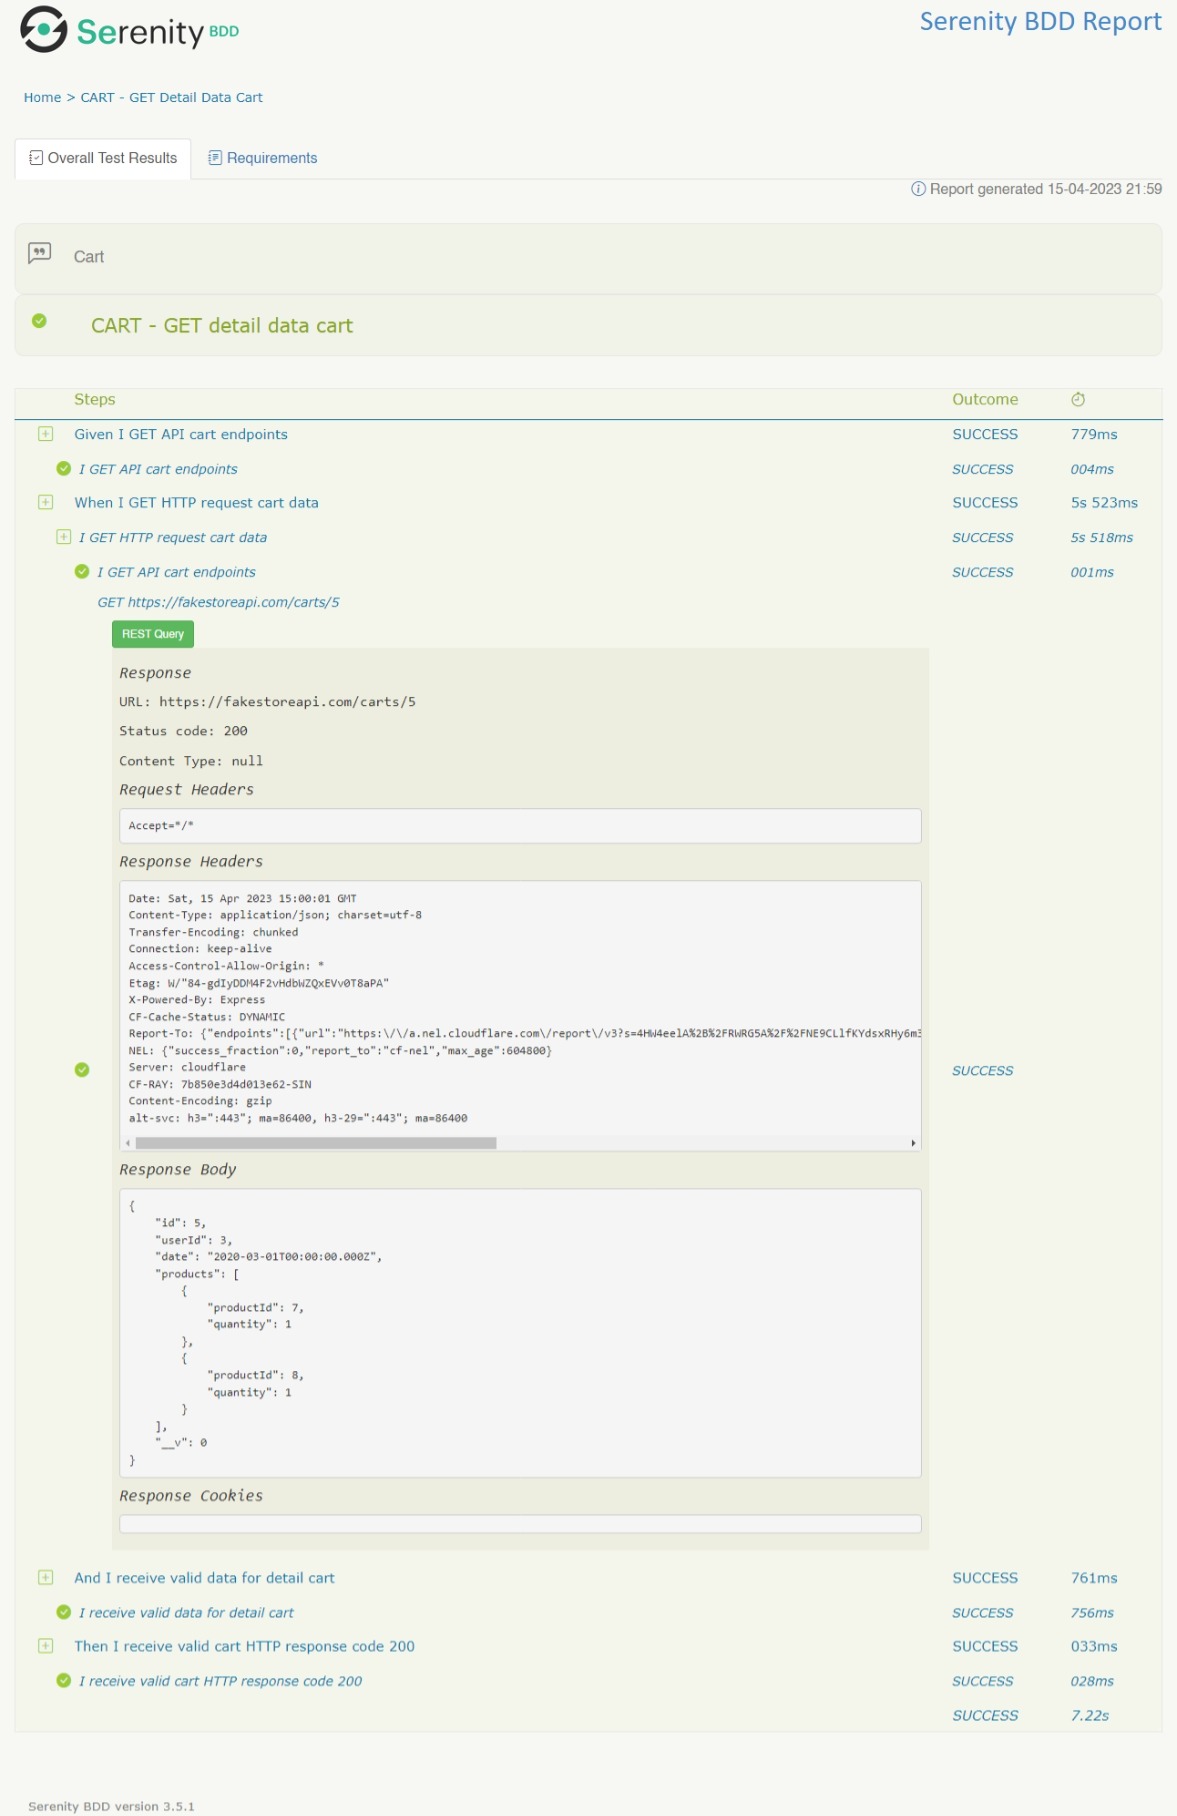 Serenity BDD
Serenity BDD Report
Home > CART - GET Detail Data Cart
Overall Test Results
Requirements
Report generated 15-04-2023 21:59
Cart
CART - GET detail data cart
Steps Outcome
Given I GET API cart endpoints SUCCESS 779ms
I GET API cart endpoints SUCCESS 004ms
When I GET HTTP request cart data SUCCESS 5s 523ms
I GET HTTP request cart data SUCCESS 5s 518ms
I GET API cart endpoints SUCCESS 001ms
GET https://fakestoreapi.com/carts/5
REST Query
Response
URL: https://fakestoreapi.com/carts/5
Status code: 200
Content Type: null
Request Headers
Accept=*/*
Response Headers
Date: Sat, 15 Apr 2023 15:00:01 GMT
Content-Type: application/json; charset=utf-8
Transfer-Encoding: chunked
Connection: keep-alive
Access-Control-Allow-Origin: *
Etag: W/"84-gdIyDDM4F2vHdbWZQxEVv0T8aPA"
X-Powered-By: Express
CF-Cache-Status: DYNAMIC
Report-To: {"endpoints":[{"url":"https:\/\/a.nel.cloudflare.com\/report\/v3?s=4HW4eelA%2B%2FRWRG5A%2F%2FNE9CLlfKYdsxRHy6m3
NEL: {"success_fraction":0,"report_to":"cf-nel","max_age":604800}
Server: cloudflare
CF-RAY: 7b850e3d4d013e62-SIN
Content-Encoding: gzip
alt-svc: h3=":443"; ma=86400, h3-29=":443"; ma=86400
SUCCESS
Response Body
{
"id": 5,
"userId": 3,
"date": "2020-03-01T00:00:00.000Z",
"products": [
{
"productId": 7,
"quantity": 1
},
{
"productId": 8,
"quantity": 1
}
],
"__v": 0
}
Response Cookies
And I receive valid data for detail cart SUCCESS 761ms
I receive valid data for detail cart SUCCESS 756ms
Then I receive valid cart HTTP response code 200 SUCCESS 033ms
I receive valid cart HTTP response code 200 SUCCESS 028ms
SUCCESS 7.22s
Serenity BDD version 3.5.1